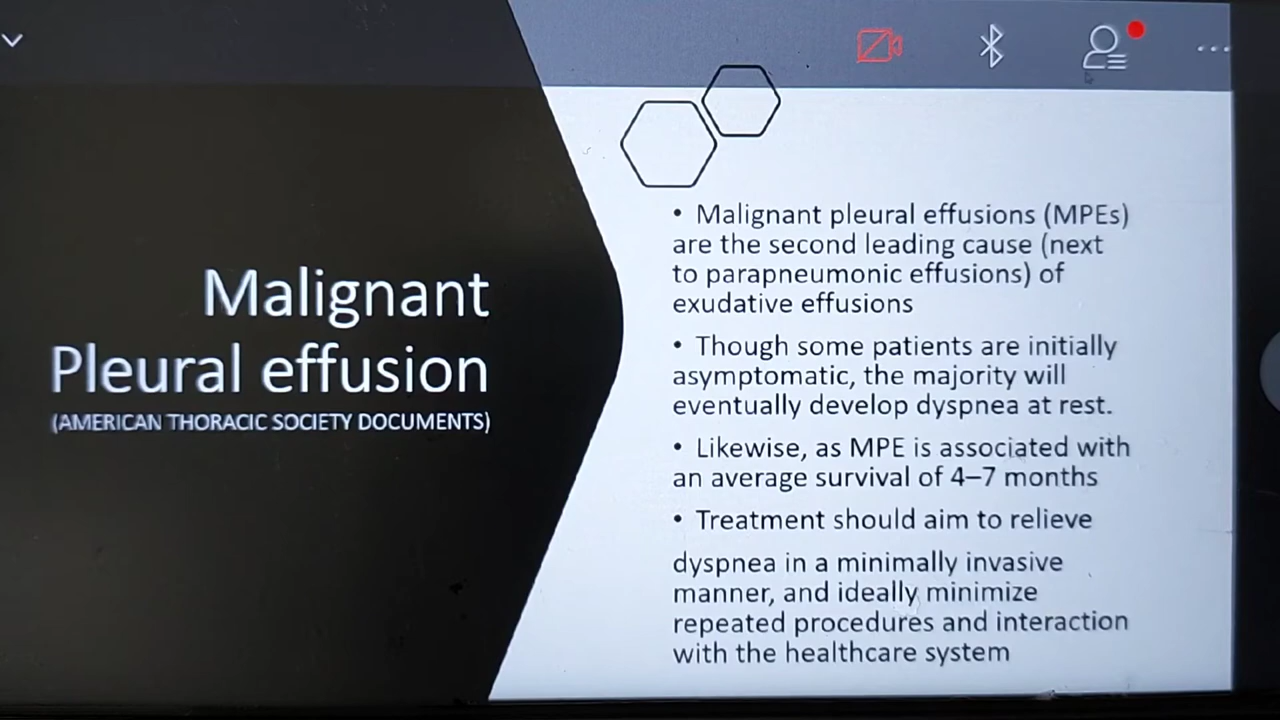 Malignant
Pleural effusion
(AMERICAN THORACIC SOCIETY DOCUMENTS)
• Malignant pleural effusions (MPEs)
are the second leading cause (next
to parapneumonic effusions) of
exudative effusions
• Though some patients are initially
asymptomatic, the majority will
eventually develop dyspnea at rest.
• Likewise, as MPE is associated with
an average survival of 4–7 months
• Treatment should aim to relieve
dyspnea in a minimally invasive
manner, and ideally minimize
repeated procedures and interaction
with the healthcare system